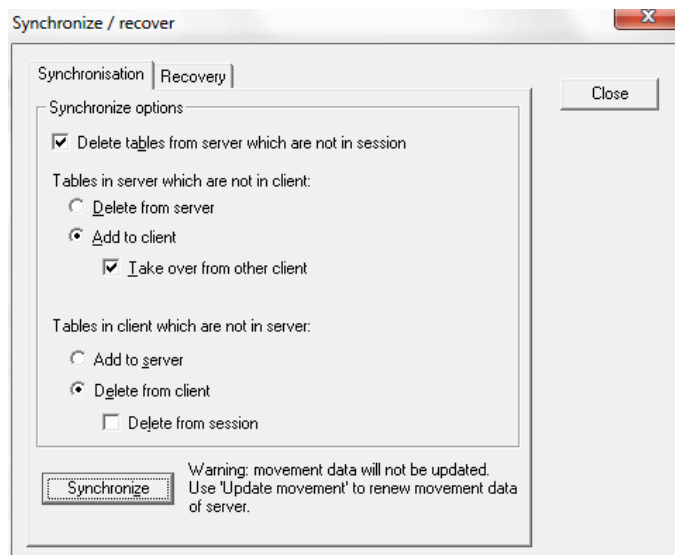 Synchronize / recover
Synchronisation
Recovery
Close
Synchronize options
Delete tables from server which are not in session
Tables in server which are not in client:
Delete from server
Add to client
Take over from other client
Tables in client which are not in server:
Add to server
Delete from client
Delete from session
Synchronize
Warning: movement data will not be updated.
Use 'Update movement' to renew movement data
of server.